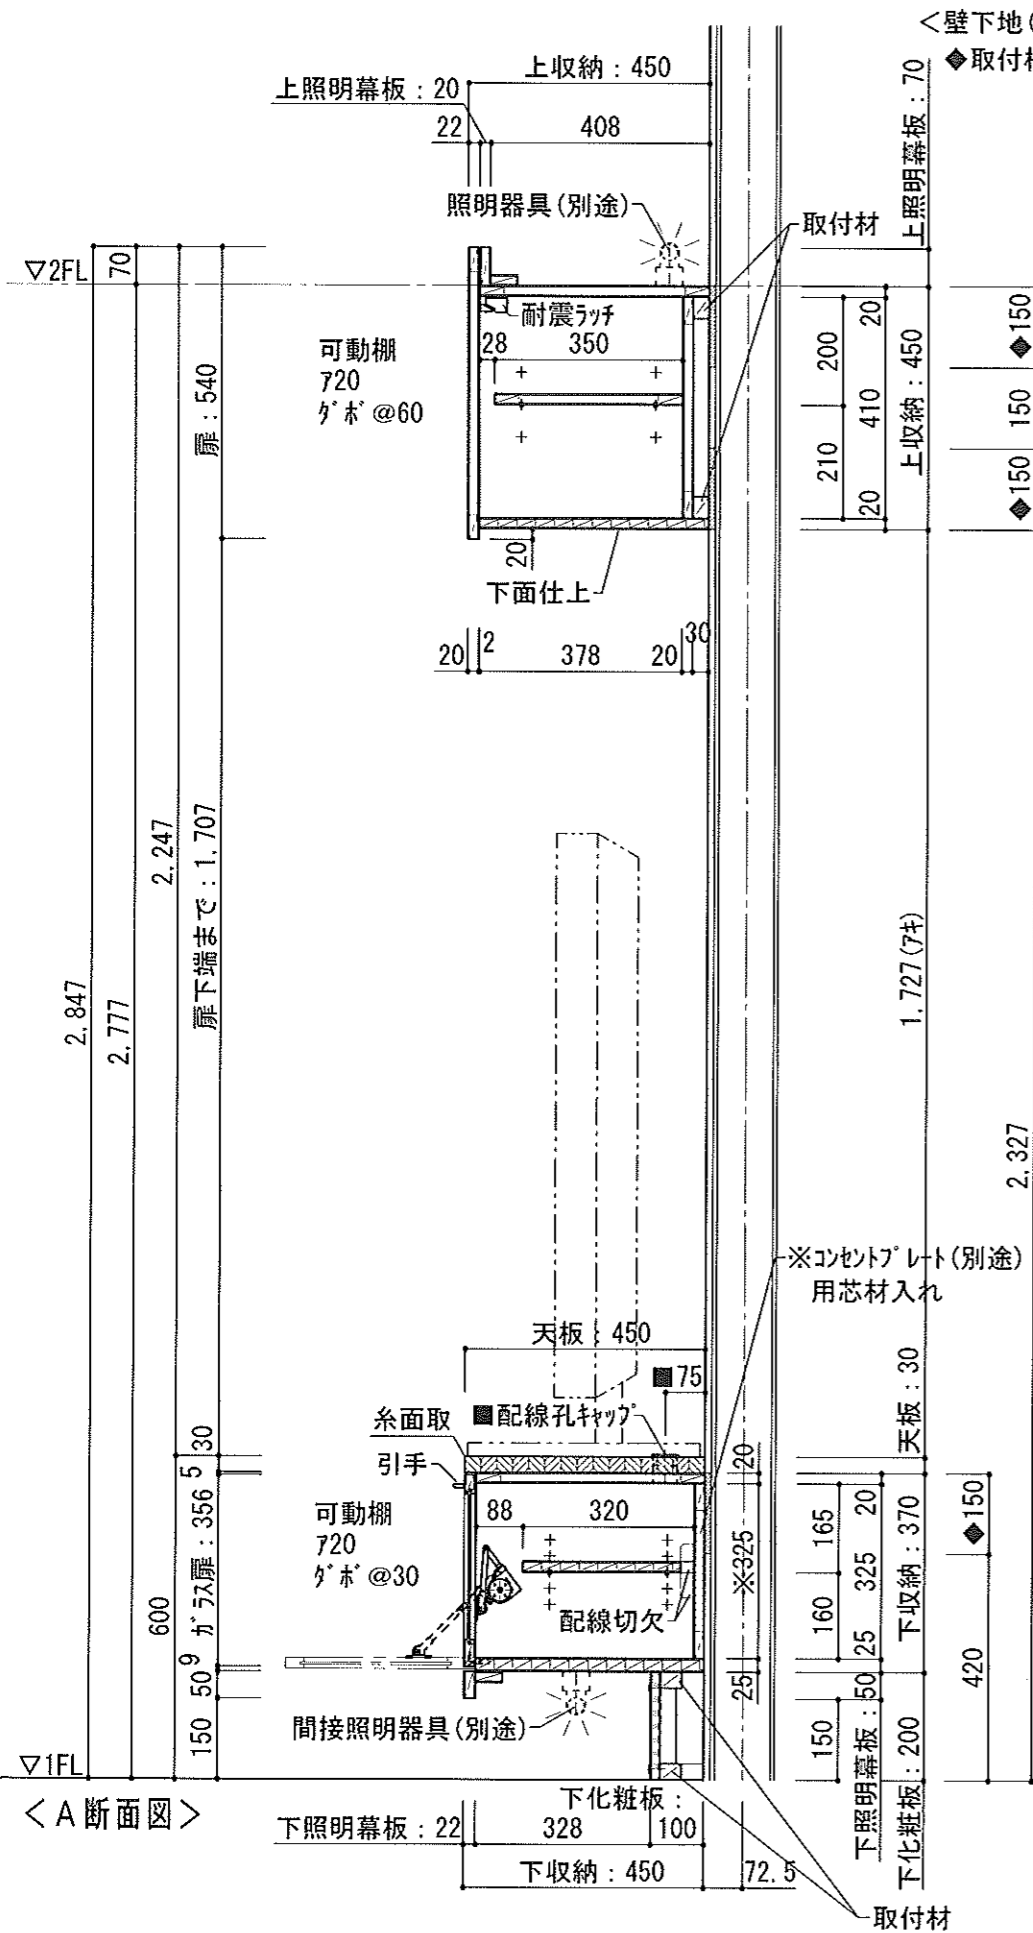 <壁下地(
◆取付材
上収納:450
上照明幕板:20
22
408
上照明幕板:70
照明器具(別途)
取付材
▽2FL
70
耐震ラッチ
28
350
可動棚
ア20
ダボ@60
扉:540
200
210
20
410
20
上収納:450
◆150
150
◆150
20
下面仕上
20
2
378
20
30
2,847
2,777
2,247
扉下端まで:1,707
1,727(アキ)
2,327
※コンセントプレート(別途)
用芯材入れ
天板:450
■75
糸面取
■配線孔キャップ
引手
天板:30
30
5
ガラス扉:356
9
50
150
600
可動棚
ア20
ダボ@30
88
320
配線切欠
20
※325
25
165
160
150
20
325
25
下照明幕板:50
下収納:370
下化粧板:200
◆150
420
間接照明器具(別途)
▽1FL
<A断面図>
下化粧板:
下照明幕板:22
328
100
下収納:450
72.5
取付材